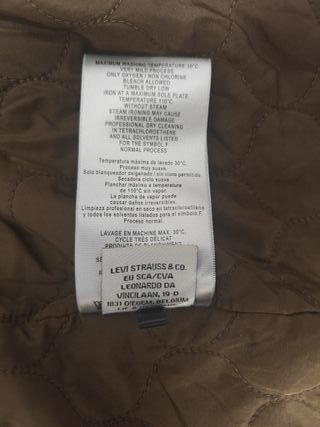 MAXIMUM WASHING TEMPERATURE 30°C
VERY MILD PROCESS
ONLY OXYGEN / NON CHLORINE
BLEACH ALLOWED
TUMBLE DRY LOW
IRON AT A MAXIMUM SOLE PLATE
TEMPERATURE 110°C
WITHOUT STEAM
STEAM IRONING MAY CAUSE
IRREVERSIBLE DAMAGE
PROFESSIONAL DRY CLEANING
IN TETRACHLOROETHENE
AND ALL SOLVENTS LISTED
FOR THE SYMBOL F
NORMAL PROCESS
Temperatura máxima de lavado 30°C.
Proceso muy suave.
Solo blanqueador oxigenado / sin cloro permitido.
Secadora ciclo suave
Planchar máximo a temperatura
de 110°C sin vapor.
La plancha de vapor puede
causar daños irreversibles.
Limpieza profesional en seco en tetracloroetileno
y todos los solventes listados para el símbolo F.
Proceso normal.
LAVAGE EN MACHINE MAX. 30°C,
CYCLE TRÈS DÉLICAT
PRODUITS DE BLANCHIMENT
LEVI STRAUSS & CO.
EU SCA/CVA
LEONARDO DA
VINCILAAN, 19-D
1831 DIEGEM, BELGIUM